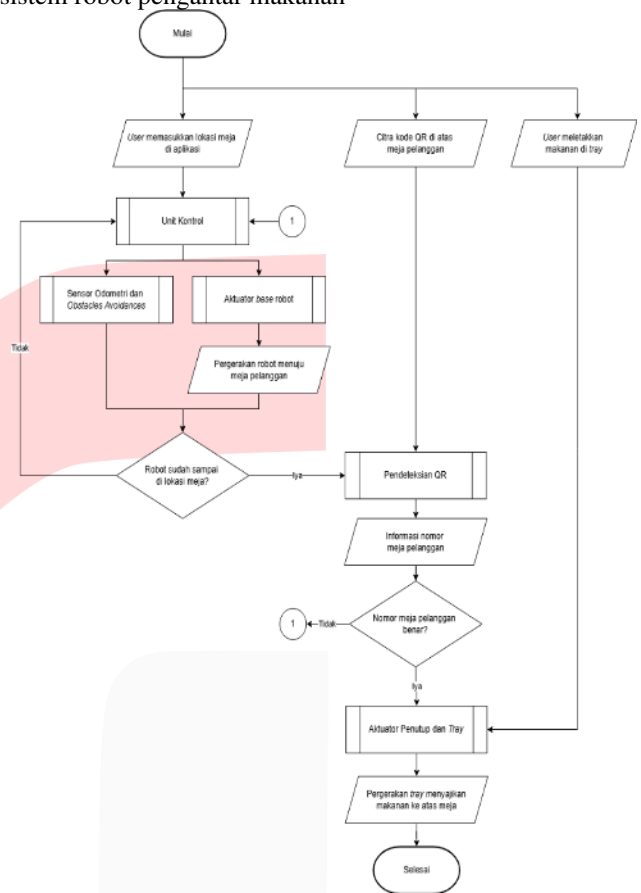 sistem robot pengantar makanan
Mulai
User memasukkan lokasi meja
di aplikasi
Citra kode QR di atas
meja pelanggan
User meletakkan
makanan di tray
Unit Kontrol
1
Sensor Odometri dan
Obstacles Avoidances
Aktuator base robot
Tidak
Pergerakan robot menuju
meja pelanggan
Robot sudah sampai
di lokasi meja?
Iya
Pendeteksian QR
Informasi nomor
meja pelanggan
Nomor meja pelanggan
benar?
Tidak
1
Iya
Aktuator Penutup dan Tray
Pergerakan tray menyajikan
makanan ke atas meja
Selesai